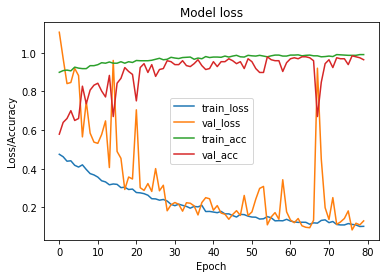 Model loss
Loss/Accuracy
1.0
0.8
0.6
0.4
0.2
train_loss
val_loss
train_acc
val_acc
0 10 20 30 40 50 60 70 80
Epoch